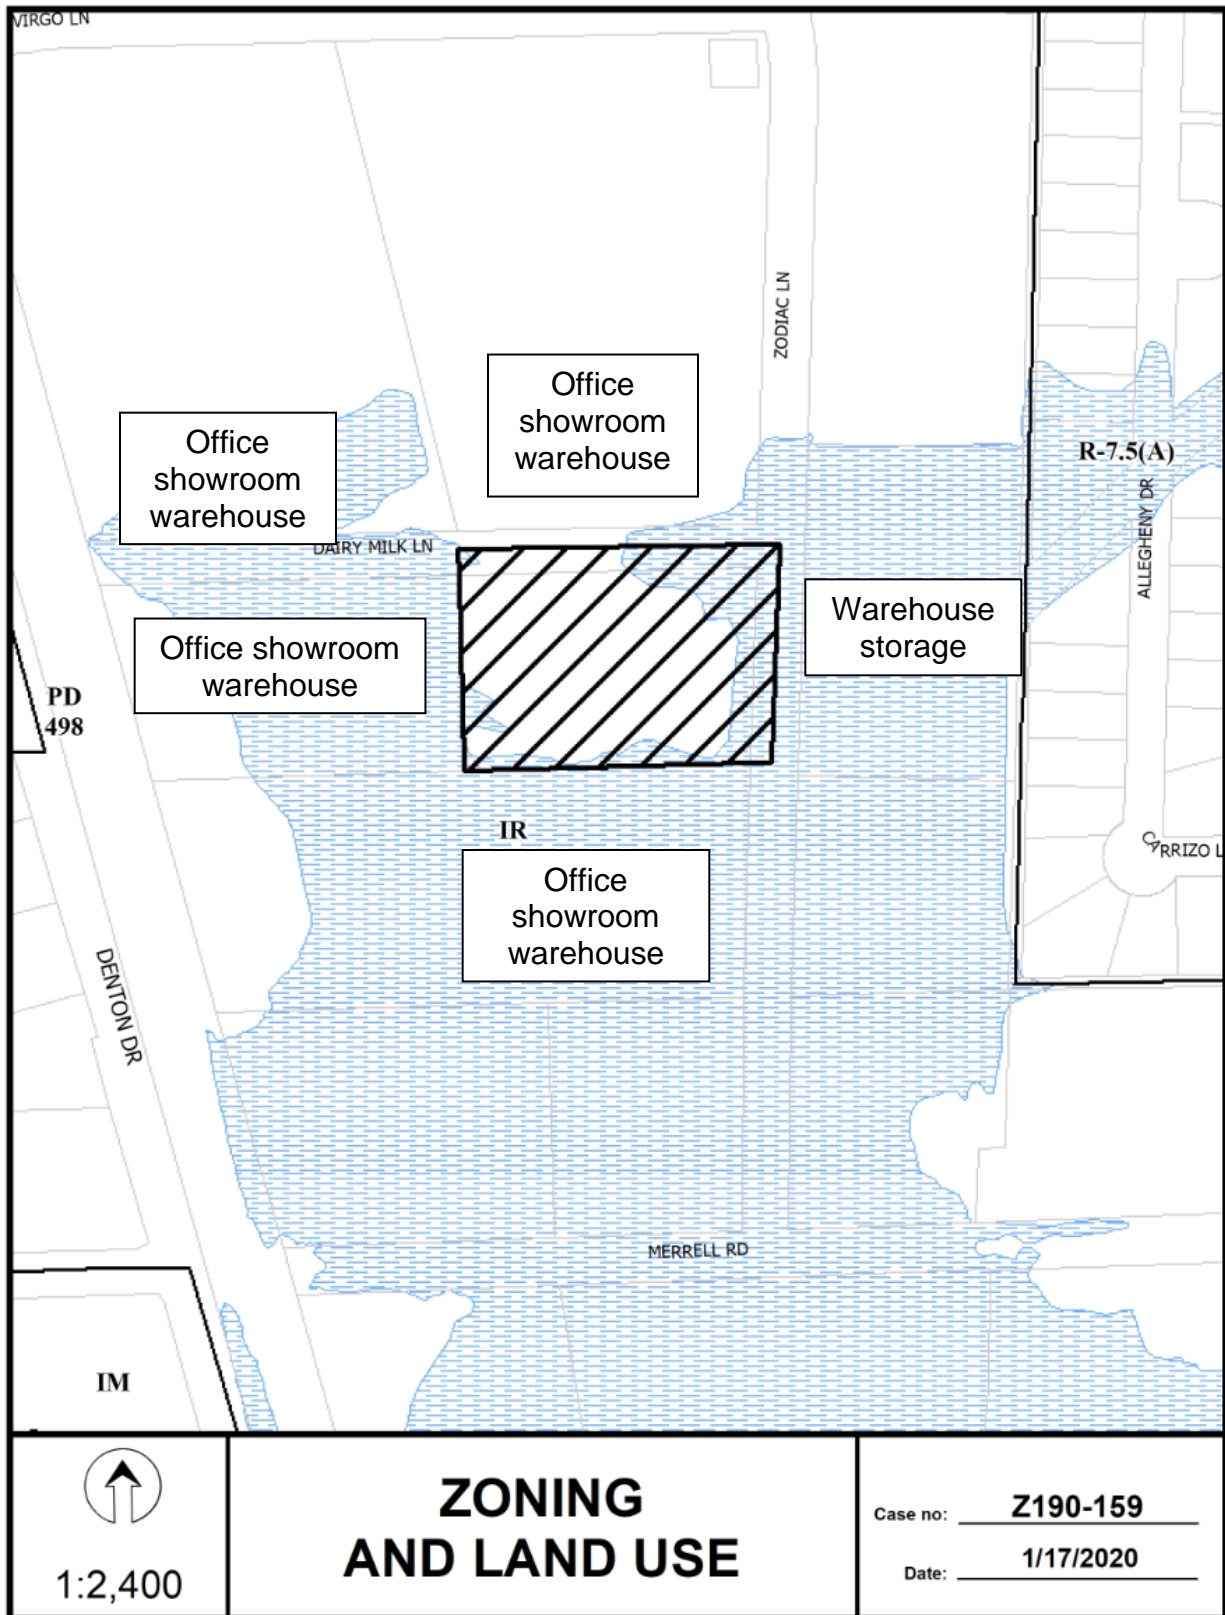 VIRGO LN
ZODIAC LN
Office
showroom
warehouse
Office
showroom
warehouse
R-7.5(A)
ALLEGHENY DR
DAIRY MILK LN
Warehouse
storage
Office showroom
warehouse
PD
498
IR
CARRIZO L
Office
showroom
warehouse
DENTON DR
MERRELL RD
IM
1:2,400
ZONING
AND LAND USE
Case no: Z190-159
Date: 1/17/2020